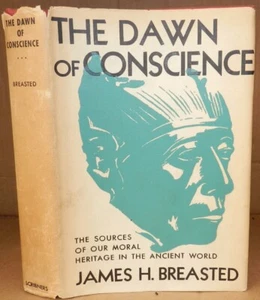 THE DAWN
OF
CONSCIENCE
...
BREASTED
SCRIBNERS
THE DAWN
OF CONSCIENCE
THE SOURCES
OF OUR MORAL
HERITAGE IN THE ANCIENT WORLD
JAMES H. BREASTED